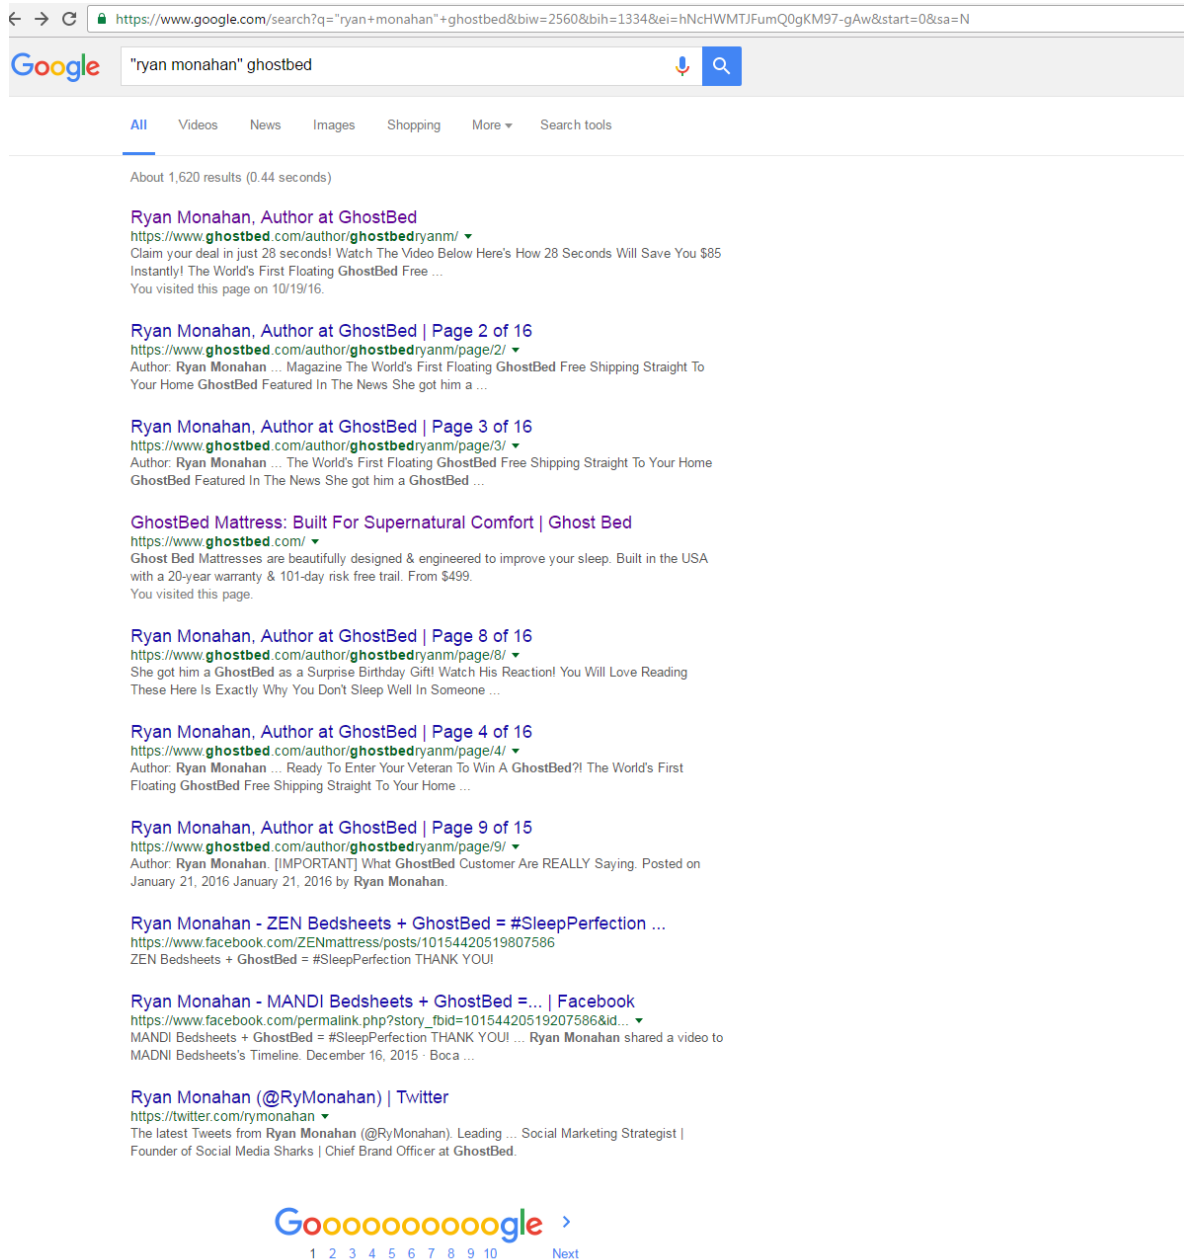 https://www.google.com/search?q="ryan+monahan"+ghostbed&biw=2560&bih=1334&ei=hNcHWMTJFumQ0gKM97-gAw&start=0&sa=N
Google
"ryan monahan" ghostbed
All Videos News Images Shopping More Search tools
About 1,620 results (0.44 seconds)
Ryan Monahan, Author at GhostBed
https://www.ghostbed.com/author/ghostbedryanm/
Claim your deal in just 28 seconds! Watch The Video Below Here's How 28 Seconds Will Save You $85
Instantly! The World's First Floating GhostBed Free ...
You visited this page on 10/19/16.
Ryan Monahan, Author at GhostBed | Page 2 of 16
https://www.ghostbed.com/author/ghostbedryanm/page/2/
Author: Ryan Monahan ... Magazine The World's First Floating GhostBed Free Shipping Straight To
Your Home GhostBed Featured In The News She got him a ...
Ryan Monahan, Author at GhostBed | Page 3 of 16
https://www.ghostbed.com/author/ghostbedryanm/page/3/
Author: Ryan Monahan ... The World's First Floating GhostBed Free Shipping Straight To Your Home
GhostBed Featured In The News She got him a GhostBed ...
GhostBed Mattress: Built For Supernatural Comfort | Ghost Bed
https://www.ghostbed.com/
Ghost Bed Mattresses are beautifully designed & engineered to improve your sleep. Built in the USA
with a 20-year warranty & 101-day risk free trail. From $499.
You visited this page.
Ryan Monahan, Author at GhostBed | Page 8 of 16
https://www.ghostbed.com/author/ghostbedryanm/page/8/
She got him a GhostBed as a Surprise Birthday Gift! Watch His Reaction! You Will Love Reading
These Here Is Exactly Why You Don't Sleep Well In Someone ...
Ryan Monahan, Author at GhostBed | Page 4 of 16
https://www.ghostbed.com/author/ghostbedryanm/page/4/
Author: Ryan Monahan ... Ready To Enter Your Veteran To Win A GhostBed?! The World's First
Floating GhostBed Free Shipping Straight To Your Home ...
Ryan Monahan, Author at GhostBed | Page 9 of 15
https://www.ghostbed.com/author/ghostbedryanm/page/9/
Author: Ryan Monahan. [IMPORTANT] What GhostBed Customer Are REALLY Saying. Posted on
January 21, 2016 January 21, 2016 by Ryan Monahan.
Ryan Monahan - ZEN Bedsheets + GhostBed = #SleepPerfection ...
https://www.facebook.com/ZENmattress/posts/10154420519807586
ZEN Bedsheets + GhostBed = #SleepPerfection THANK YOU!
Ryan Monahan - MANDI Bedsheets + GhostBed =... | Facebook
https://www.facebook.com/permalink.php?story_fbid=10154420519207586&id...
MANDI Bedsheets + GhostBed = #SleepPerfection THANK YOU! ... Ryan Monahan shared a video to
MADNI Bedsheets's Timeline. December 16, 2015 · Boca ...
Ryan Monahan (@RyMonahan) | Twitter
https://twitter.com/rymonahan
The latest Tweets from Ryan Monahan (@RyMonahan). Leading ... Social Marketing Strategist |
Founder of Social Media Sharks | Chief Brand Officer at GhostBed.
Goooooooooogle
1 2 3 4 5 6 7 8 9 10 Next